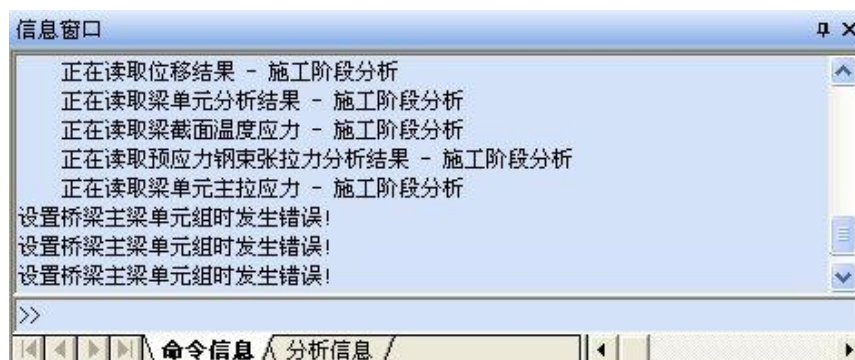 信息窗口
正在读取位移结果 - 施工阶段分析
正在读取梁单元分析结果 - 施工阶段分析
正在读取梁截面温度应力 - 施工阶段分析
正在读取预应力钢束张拉力分析结果 - 施工阶段分析
正在读取梁单元主拉应力 - 施工阶段分析
设置桥梁主梁单元组时发生错误!
设置桥梁主梁单元组时发生错误!
设置桥梁主梁单元组时发生错误!
>>
命令信息 分析信息